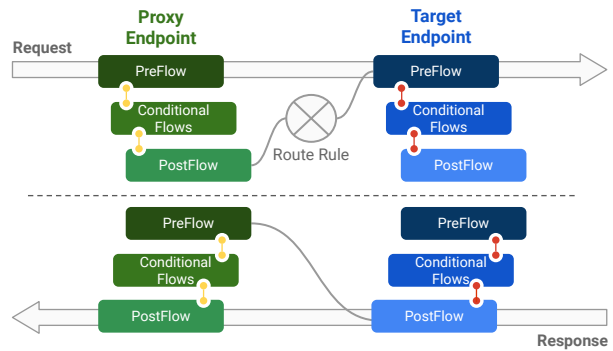 Proxy
Endpoint
Target
Endpoint
Request
PreFlow
PreFlow
Conditional
Flows
Conditional
Flows
Route Rule
PostFlow
PostFlow
PreFlow
PreFlow
Conditional
Flows
Conditional
Flows
PostFlow
PostFlow
Response